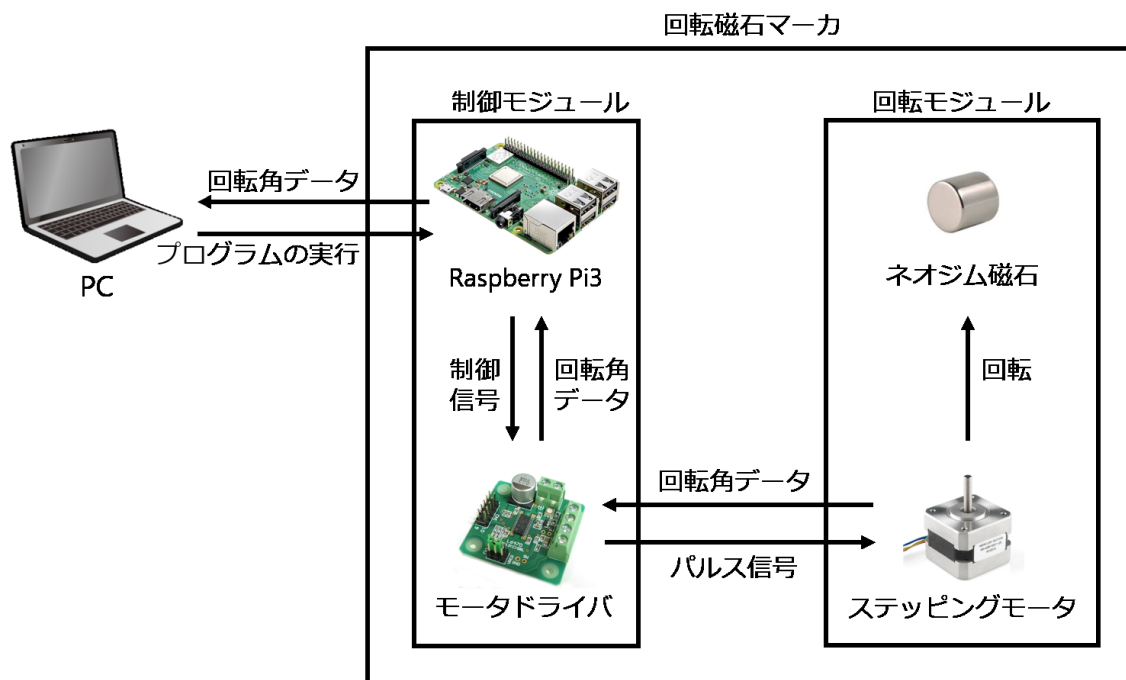 回転磁石マーカ
制御モジュール
回転モジュール
回転角データ
プログラムの実行
PC
Raspberry Pi3
ネオジム磁石
制御
信号
回転角
データ
回転
回転角データ
パルス信号
モータドライバ
ステッピングモータ